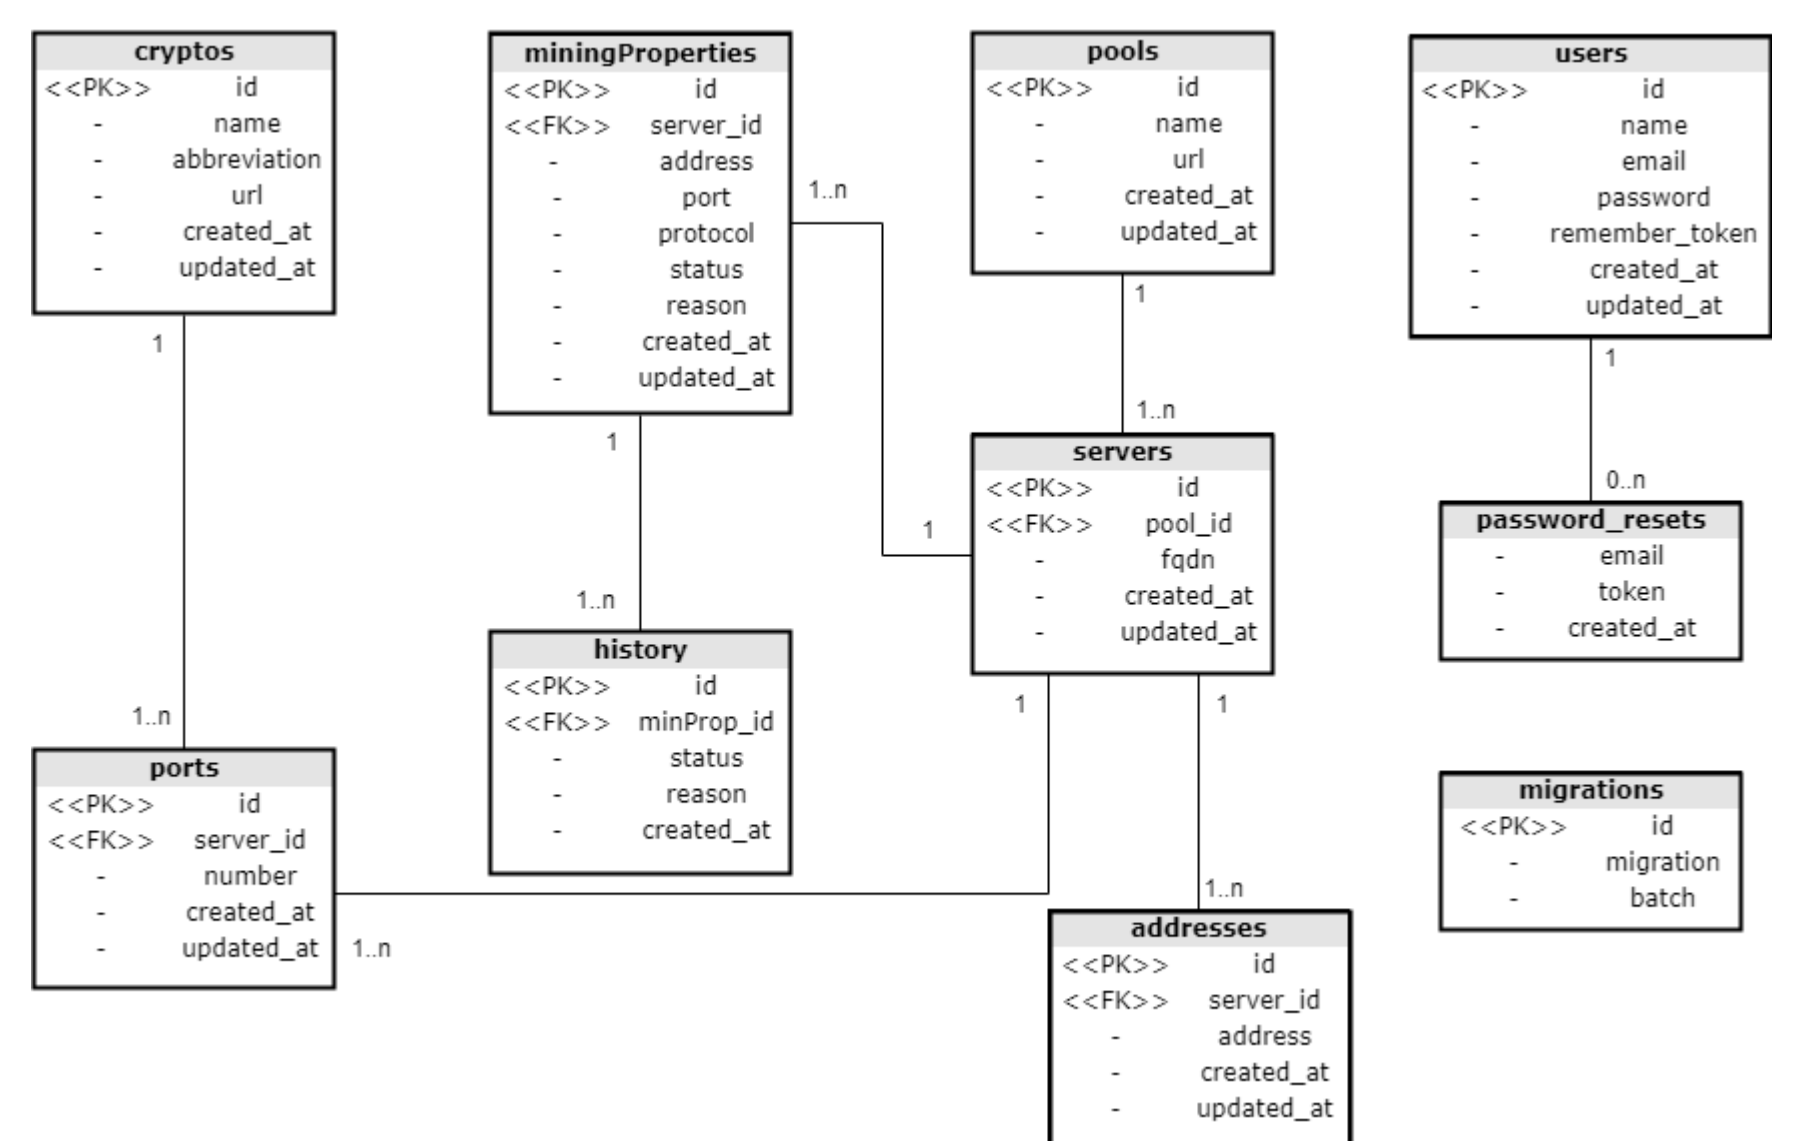 cryptos
<<PK>> id
- name
- abbreviation
- url
- created_at
- updated_at
1
1..n
ports
<<PK>> id
<<FK>> server_id
- number
- created_at
- updated_at
1..n
miningProperties
<<PK>> id
<<FK>> server_id
- address
- port
- protocol
- status
- reason
- created_at
- updated_at
1..n
1
1..n
history
<<PK>> id
<<FK>> minProp_id
- status
- reason
- created_at
pools
<<PK>> id
- name
- url
- created_at
- updated_at
1
1..n
1
servers
<<PK>> id
<<FK>> pool_id
- fqdn
- created_at
- updated_at
1
1
1..n
addresses
<<PK>> id
<<FK>> server_id
- address
- created_at
- updated_at
users
<<PK>> id
- name
- email
- password
- remember_token
- created_at
- updated_at
1
0..n
password_resets
- email
- token
- created_at
migrations
<<PK>> id
- migration
- batch